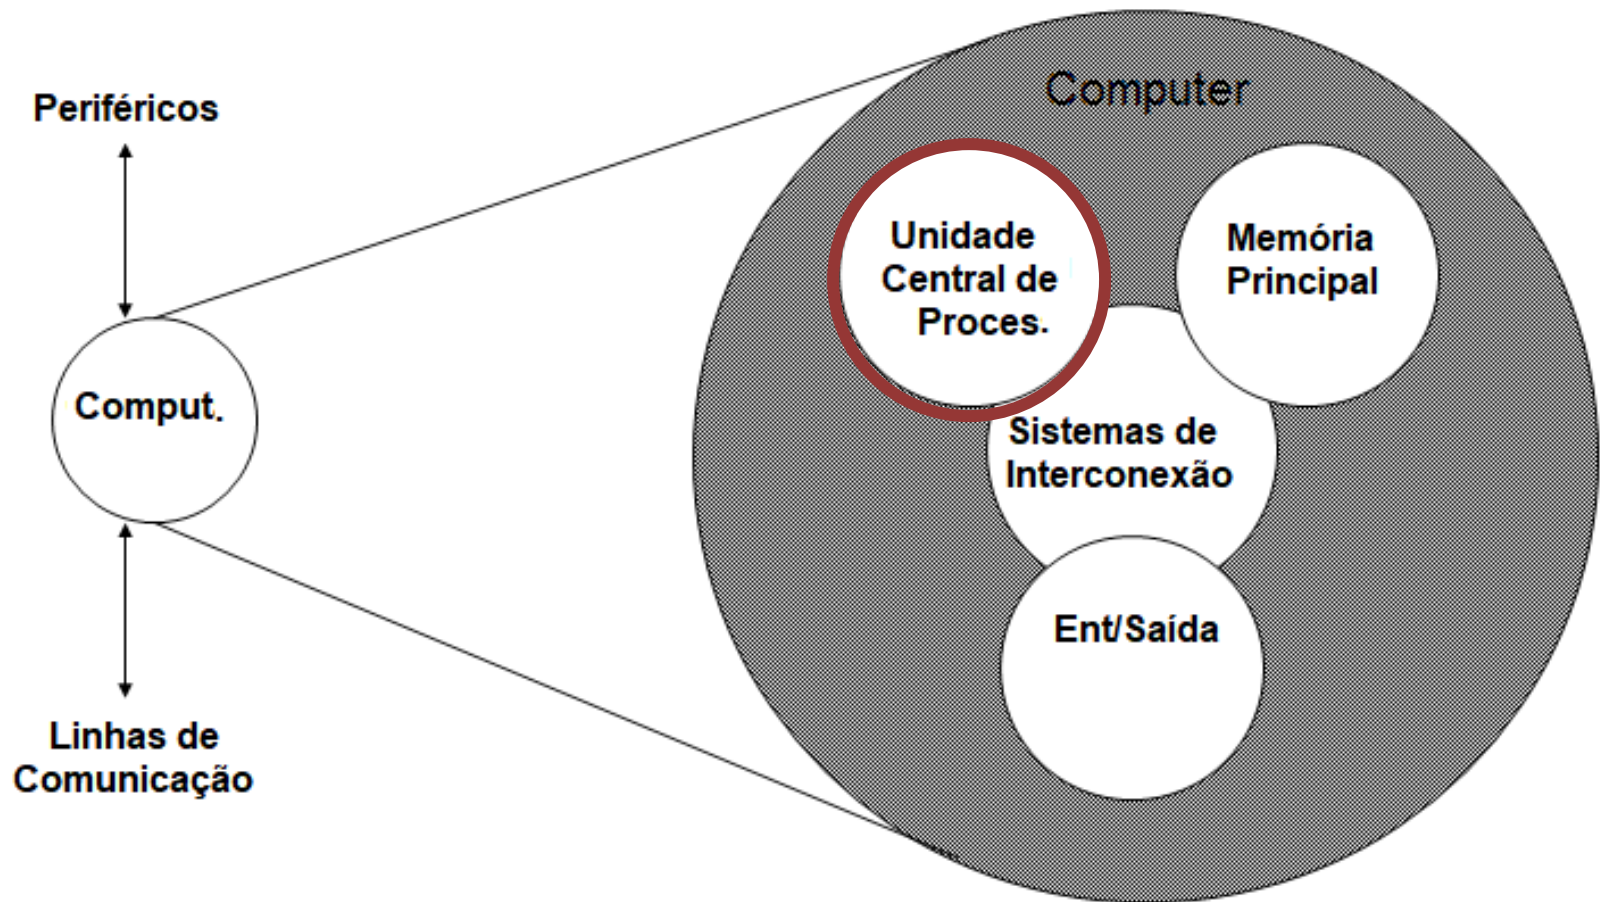 Periféricos
Comput.
Linhas de
Comunicação
Computer
Unidade
Central de
Proces.
Memória
Principal
Sistemas de
Interconexão
Ent/Saída